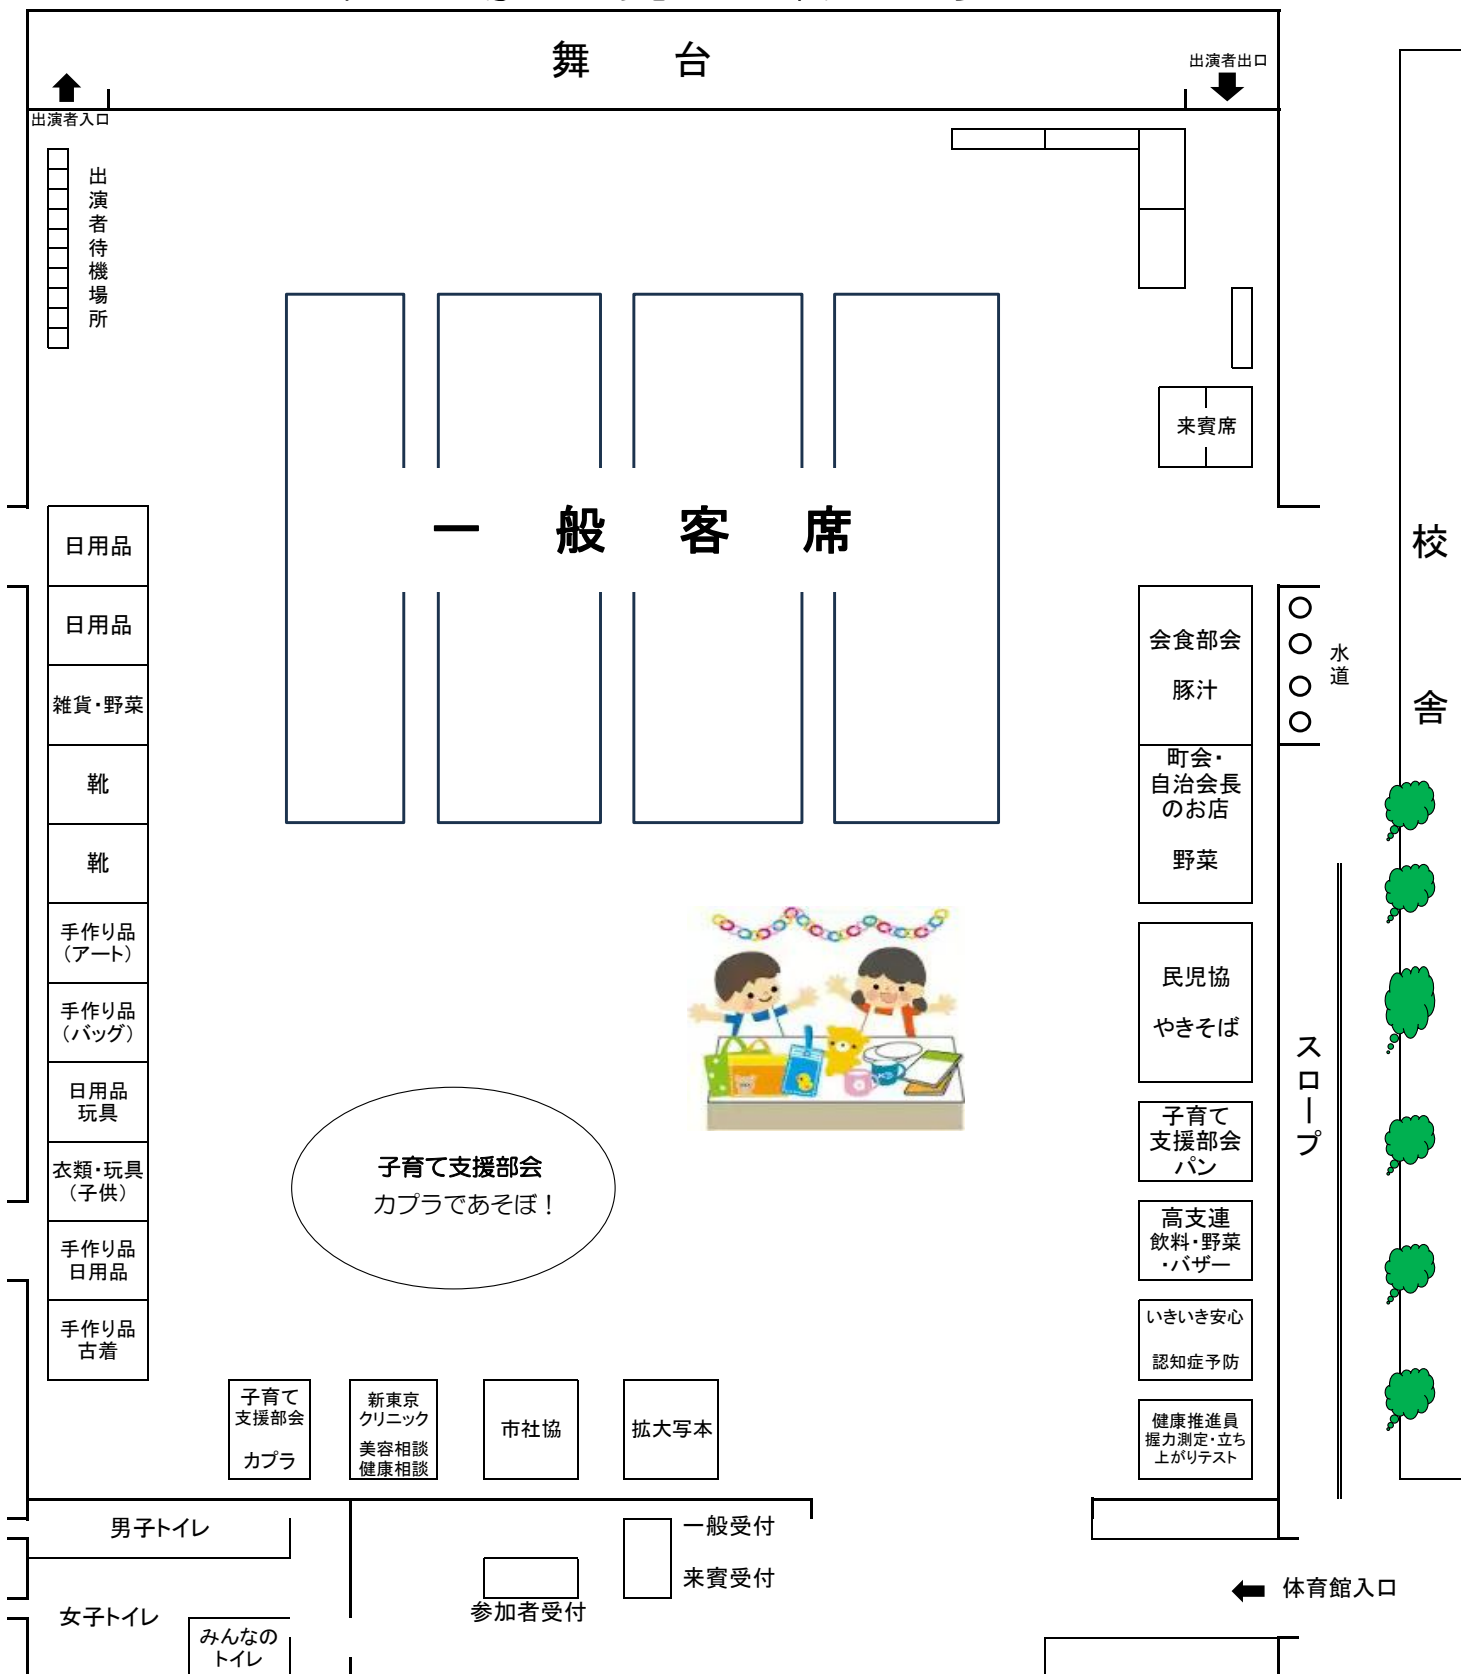 舞　台
出演者出口
出演者入口
出演者待機場所
来賓席
一　般　客　席
校　舎
日用品
日用品
雑貨・野菜
靴
靴
手作り品
（アート）
手作り品
（バッグ）
日用品
玩具
衣類・玩具
（子供）
手作り品
日用品
手作り品
古着
会食部会
豚汁
水道
町会・
自治会長
のお店
野菜
民児協
やきそば
スロープ
子育て
支援部会
パン
高支連
飲料・野菜
・バザー
いきいき安心
認知症予防
健康推進員
握力測定・立ち
上がりテスト
子育て支援部会
カプラであそぼ！
子育て
支援部会
カプラ
新東京
クリニック
美容相談
健康相談
市社協
拡大写本
男子トイレ
一般受付
来賓受付
参加者受付
女子トイレ
みんなの
トイレ
体育館入口